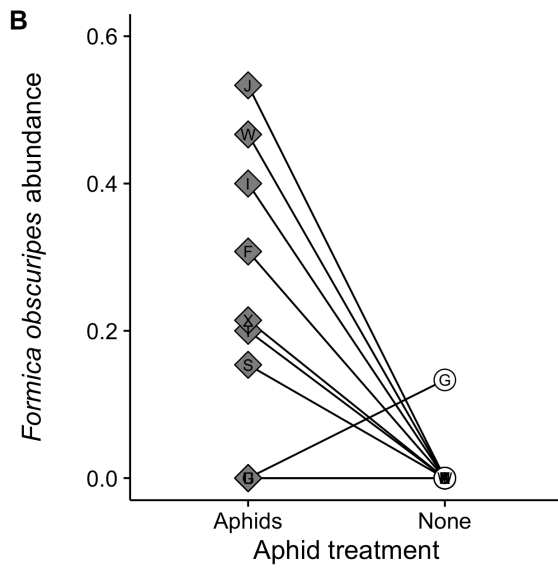 B
Formica obscuripes abundance
0.6
0.4
0.2
0.0
J
W
I
F
X
S
G
G
Aphids
None
Aphid treatment